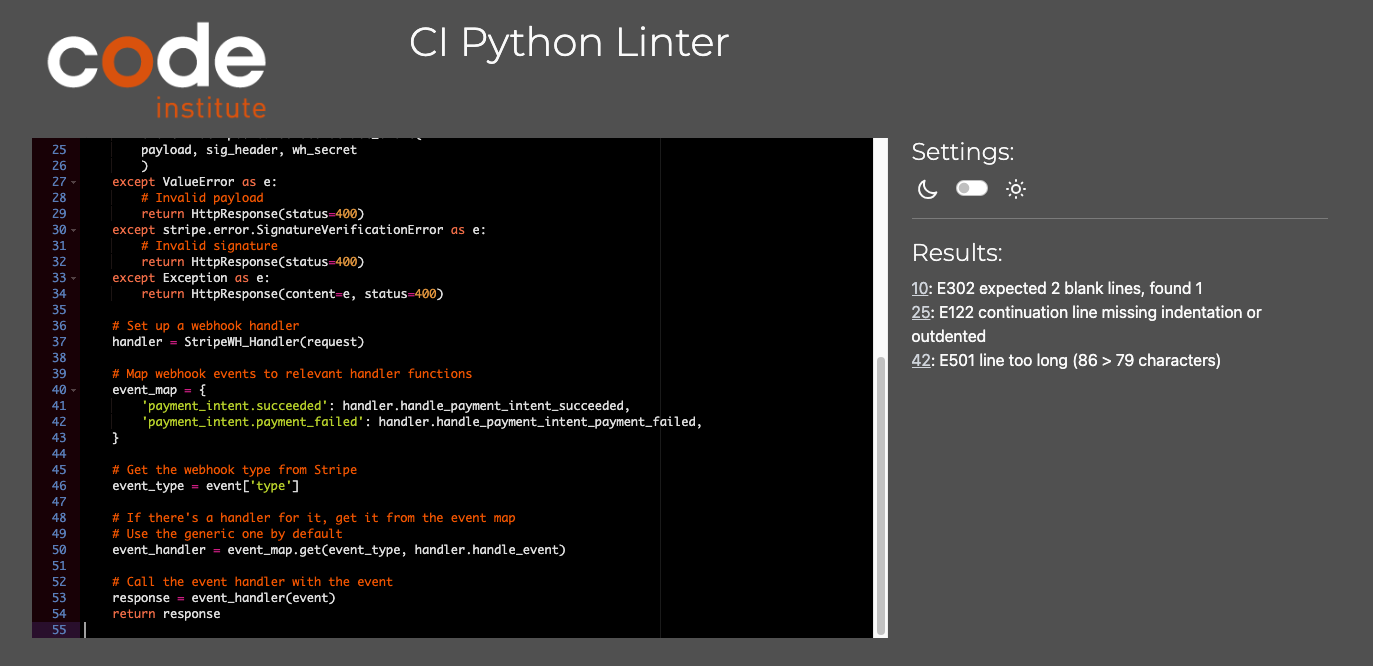 code
institute
CI Python Linter
25 payload, sig_header, wh_secret
26 )
27 except ValueError as e:
28 # Invalid payload
29 return HttpResponse(status=400)
30 except stripe.error.SignatureVerificationError as e:
31 # Invalid signature
32 return HttpResponse(status=400)
33 except Exception as e:
34 return HttpResponse(content=e, status=400)
35
36 # Set up a webhook handler
37 handler = StripeWH_Handler(request)
38
39 # Map webhook events to relevant handler functions
40 event_map = {
41 'payment_intent.succeeded': handler.handle_payment_intent_succeeded,
42 'payment_intent.payment_failed': handler.handle_payment_intent_payment_failed,
43 }
44
45 # Get the webhook type from Stripe
46 event_type = event['type']
47
48 # If there's a handler for it, get it from the event map
49 # Use the generic one by default
50 event_handler = event_map.get(event_type, handler.handle_event)
51
52 # Call the event handler with the event
53 response = event_handler(event)
54 return response
55
Settings:
Results:
10: E302 expected 2 blank lines, found 1
25: E122 continuation line missing indentation or
outdented
42: E501 line too long (86 > 79 characters)